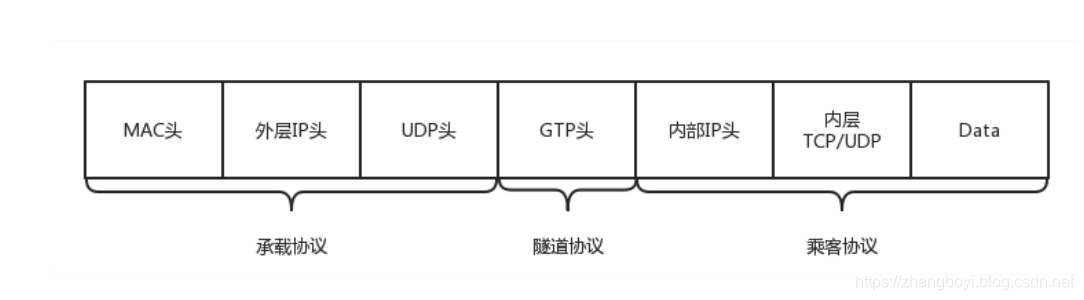 MAC头
外层IP头
UDP头
GTP头
内部IP头
内层
TCP/UDP
Data
承载协议
隧道协议
乘客协议
https://zhangboyi.blog.csdn.net